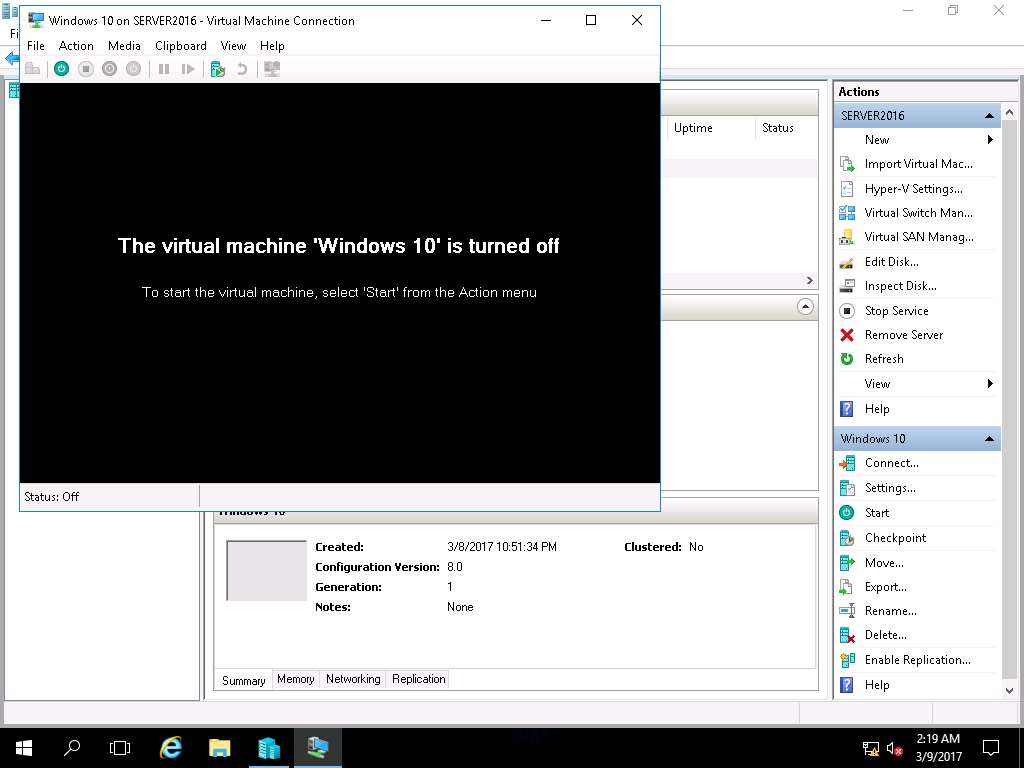 Windows 10 on SERVER2016 - Virtual Machine Connection
File Action Media Clipboard View Help
The virtual machine 'Windows 10' is turned off
To start the virtual machine, select 'Start' from the Action menu
Status: Off
Uptime Status
Windows 10
Created: 3/8/2017 10:51:34 PM Clustered: No
Configuration Version: 8.0
Generation: 1
Notes: None
Summary Memory Networking Replication
Actions
SERVER2016
New
Import Virtual Mac...
Hyper-V Settings...
Virtual Switch Man...
Virtual SAN Manag...
Edit Disk...
Inspect Disk...
Stop Service
Remove Server
Refresh
View
Help
Windows 10
Connect...
Settings...
Start
Checkpoint
Move...
Export...
Rename...
Delete...
Enable Replication...
Help
2:19 AM
3/9/2017